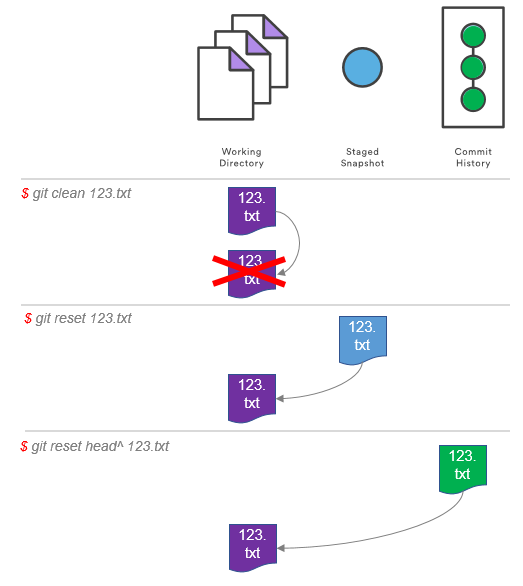 Working
Directory
Staged
Snapshot
Commit
History
$ git clean 123.txt
123.
txt
123.
txt
$ git reset 123.txt
123.
txt
123.
txt
$ git reset head^ 123.txt
123.
txt
123.
txt